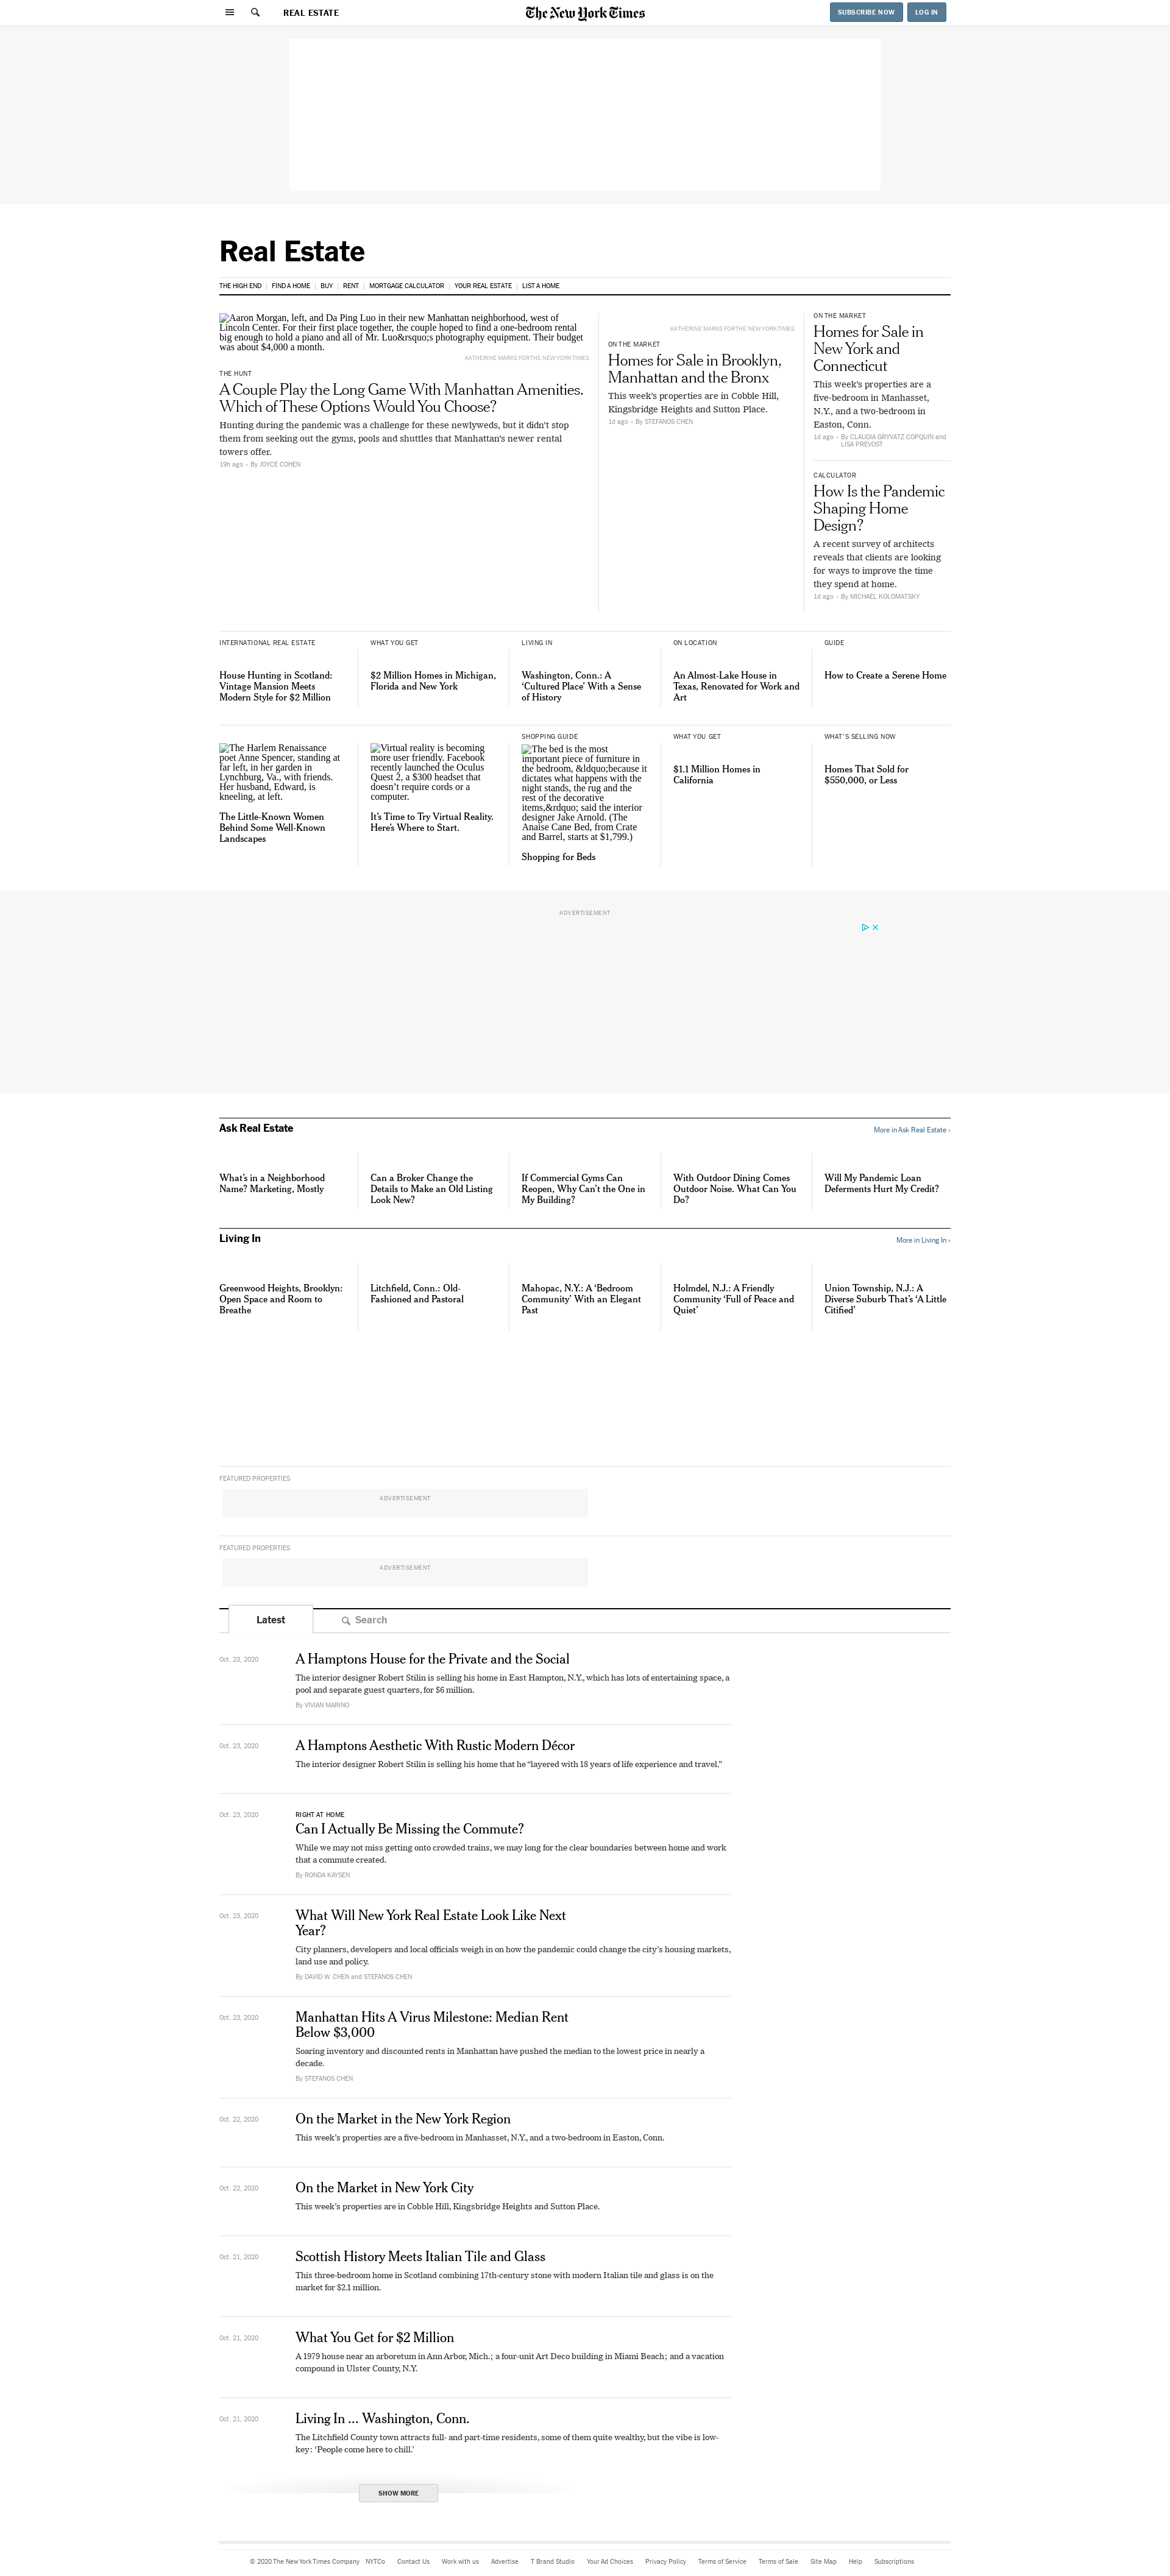 REAL ESTATE
The New York Times
SUBSCRIBE NOW
LOG IN
Real Estate
THE HIGH END | FIND A HOME | BUY | RENT | MORTGAGE CALCULATOR | YOUR REAL ESTATE | LIST A HOME
Aaron Morgan, left, and Da Ping Luo in their new Manhattan neighborhood, west of
Lincoln Center. For their first place together, the couple hoped to find a one-bedroom rental
big enough to hold a piano and all of Mr. Luo&rsquo;s photography equipment. Their budget
was about $4,000 a month.
KATHERINE MARKS FOR THE NEW YORK TIMES
THE HUNT
A Couple Play the Long Game With Manhattan Amenities.
Which of These Options Would You Choose?
Hunting during the pandemic was a challenge for these newlyweds, but it didn't stop
them from seeking out the gyms, pools and shuttles that Manhattan's newer rental
towers offer.
19h ago • By JOYCE COHEN
KATHERINE MARKS FOR THE NEW YORK TIMES
ON THE MARKET
Homes for Sale in Brooklyn,
Manhattan and the Bronx
This week's properties are in Cobble Hill,
Kingsbridge Heights and Sutton Place.
1d ago • By STEFANOS CHEN
ON THE MARKET
Homes for Sale in
New York and
Connecticut
This week's properties are a
five-bedroom in Manhasset,
N.Y., and a two-bedroom in
Easton, Conn.
1d ago • By CLAUDIA GRYVATZ COPQUIN and
LISA PREVOST
CALCULATOR
How Is the Pandemic
Shaping Home
Design?
A recent survey of architects
reveals that clients are looking
for ways to improve the time
they spend at home.
1d ago • By MICHAEL KOLOMATSKY
INTERNATIONAL REAL ESTATE
House Hunting in Scotland:
Vintage Mansion Meets
Modern Style for $2 Million
WHAT YOU GET
$2 Million Homes in Michigan,
Florida and New York
LIVING IN
Washington, Conn.: A
‘Cultured Place’ With a Sense
of History
ON LOCATION
An Almost-Lake House in
Texas, Renovated for Work and
Art
GUIDE
How to Create a Serene Home
The Harlem Renaissance
poet Anne Spencer, standing at
far left, in her garden in
Lynchburg, Va., with friends.
Her husband, Edward, is
kneeling, at left.
The Little-Known Women
Behind Some Well-Known
Landscapes
Virtual reality is becoming
more user friendly. Facebook
recently launched the Oculus
Quest 2, a $300 headset that
doesn't require cords or a
computer.
It's Time to Try Virtual Reality.
Here's Where to Start.
SHOPPING GUIDE
The bed is the most
important piece of furniture in
the bedroom, &ldquo;because it
dictates what happens with the
night stands, the rug and the
rest of the decorative
items,&rdquo; said the interior
designer Jake Arnold. (The
Anaise Cane Bed, from Crate
and Barrel, starts at $1,799.)
Shopping for Beds
WHAT YOU GET
$1.1 Million Homes in
California
WHAT'S SELLING NOW
Homes That Sold for
$550,000, or Less
ADVERTISEMENT
Ask Real Estate
More in Ask Real Estate ›
What's in a Neighborhood
Name? Marketing, Mostly
Can a Broker Change the
Details to Make an Old Listing
Look New?
If Commercial Gyms Can
Reopen, Why Can't the One in
My Building?
With Outdoor Dining Comes
Outdoor Noise. What Can You
Do?
Will My Pandemic Loan
Deferments Hurt My Credit?
Living In
More in Living In ›
Greenwood Heights, Brooklyn:
Open Space and Room to
Breathe
Litchfield, Conn.: Old-
Fashioned and Pastoral
Mahopac, N.Y.: A ‘Bedroom
Community’ With an Elegant
Past
Holmdel, N.J.: A Friendly
Community ‘Full of Peace and
Quiet’
Union Township, N.J.: A
Diverse Suburb That's ‘A Little
Citified’
FEATURED PROPERTIES
ADVERTISEMENT
FEATURED PROPERTIES
ADVERTISEMENT
Latest
Search
Oct. 23, 2020
A Hamptons House for the Private and the Social
The interior designer Robert Stilin is selling his home in East Hampton, N.Y., which has lots of entertaining space, a
pool and separate guest quarters, for $6 million.
By VIVIAN MARINO
Oct. 23, 2020
A Hamptons Aesthetic With Rustic Modern Décor
The interior designer Robert Stilin is selling his home that he “layered with 18 years of life experience and travel.”
Oct. 23, 2020
RIGHT AT HOME
Can I Actually Be Missing the Commute?
While we may not miss getting onto crowded trains, we may long for the clear boundaries between home and work
that a commute created.
By RONDA KAYSEN
Oct. 23, 2020
What Will New York Real Estate Look Like Next
Year?
City planners, developers and local officials weigh in on how the pandemic could change the city's housing markets,
land use and policy.
By DAVID W. CHEN and STEFANOS CHEN
Oct. 23, 2020
Manhattan Hits A Virus Milestone: Median Rent
Below $3,000
Soaring inventory and discounted rents in Manhattan have pushed the median to the lowest price in nearly a
decade.
By STEFANOS CHEN
Oct. 22, 2020
On the Market in the New York Region
This week's properties are a five-bedroom in Manhasset, N.Y., and a two-bedroom in Easton, Conn.
Oct. 22, 2020
On the Market in New York City
This week's properties are in Cobble Hill, Kingsbridge Heights and Sutton Place.
Oct. 21, 2020
Scottish History Meets Italian Tile and Glass
This three-bedroom home in Scotland combining 17th-century stone with modern Italian tile and glass is on the
market for $2.1 million.
Oct. 21, 2020
What You Get for $2 Million
A 1979 house near an arboretum in Ann Arbor, Mich.; a four-unit Art Deco building in Miami Beach; and a vacation
compound in Ulster County, N.Y.
Oct. 21, 2020
Living In ... Washington, Conn.
The Litchfield County town attracts full- and part-time residents, some of them quite wealthy, but the vibe is low-
key: ‘People come here to chill.’
SHOW MORE
© 2020 The New York Times Company NYTCo Contact Us Work with us Advertise T Brand Studio Your Ad Choices Privacy Policy Terms of Service Terms of Sale Site Map Help Subscriptions